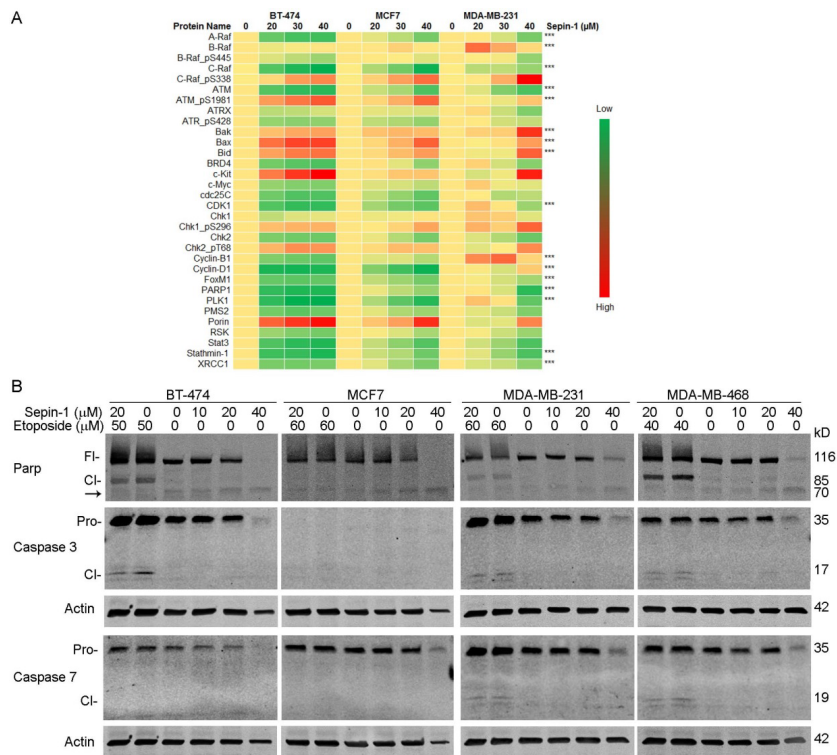 A
BT-474 MCF7 MDA-MB-231
Protein Name 0 20 30 40 0 20 30 40 0 20 30 40 Sepin-1 (µM)
A-Raf ***
B-Raf ***
B-Raf_pS445
C-Raf ***
C-Raf_pS338
ATM ***
ATM_pS1981 ***
ATRX
ATR_pS428
Bak ***
Bax ***
Bid ***
BRD4
c-Kit
c-Myc
cdc25C
CDK1 ***
Chk1
Chk1_pS296
Chk2
Chk2_pT68
Cyclin-B1 ***
Cyclin-D1 ***
FoxM1 ***
PARP1 ***
PLK1 ***
PMS2
Porin
RSK
Stat3
Stathmin-1 ***
XRCC1 ***
Low
High
B
BT-474 MCF7 MDA-MB-231 MDA-MB-468
Sepin-1 (µM) 20 0 0 10 20 40 20 0 0 10 20 40 20 0 0 10 20 40 20 0 0 10 20 40
Etoposide (µM) 50 50 0 0 0 0 60 60 0 0 0 0 60 60 0 0 0 0 40 40 0 0 0 0 kD
Parp Fl- 116
Cl- 85
→ 70
Caspase 3 Pro- 35
Cl- 17
Actin 42
Caspase 7 Pro- 35
Cl- 19
Actin 42